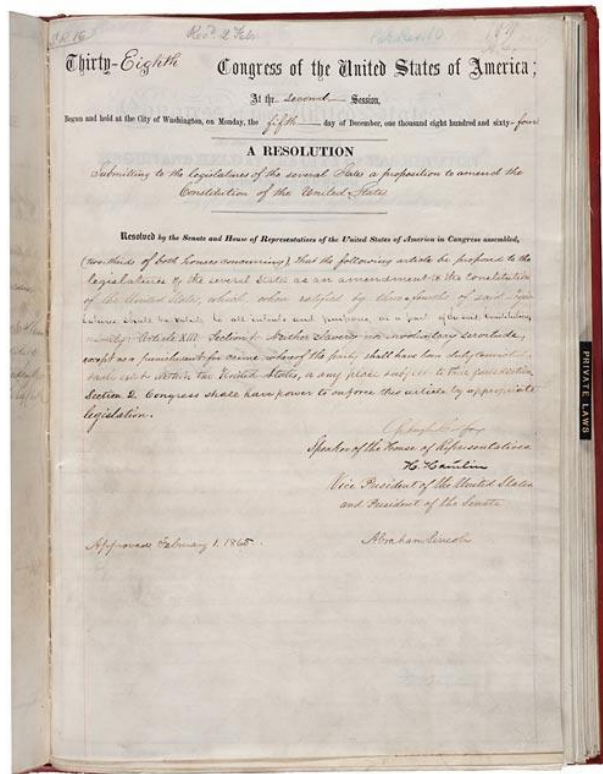 Recd. 2 Feb.
Thirty-Eighth Congress of the United States of America;
At the second Session,
Begun and held at the City of Washington, on Monday, the fifth day of December, one thousand eight hundred and sixty-four
A RESOLUTION
Submitting to the legislatures of the several States a proposition to amend the
Constitution of the United States.
Resolved by the Senate and House of Representatives of the United States of America in Congress assembled,
(two-thirds of both houses concurring), That the following article be proposed to the
legislatures of the several States as an amendment to the Constitution
of the United States, which, when ratified by three-fourths of said legis-
latures shall be valid, to all intents and purposes, as a part of the said Constitution,
namely: Article XIII. Section 1. Neither slavery nor involuntary servitude,
except as a punishment for crime whereof the party shall have been duly convicted,
shall exist within the United States, or any place subject to their jurisdiction.
Section 2. Congress shall have power to enforce this article by appropriate
legislation.
Schuyler Colfax
Speaker of the House of Representatives.
H. Hamlin
Vice President of the United States
and President of the Senate.
Approved, February 1. 1865.
Abraham Lincoln
PRIVATE LAWS